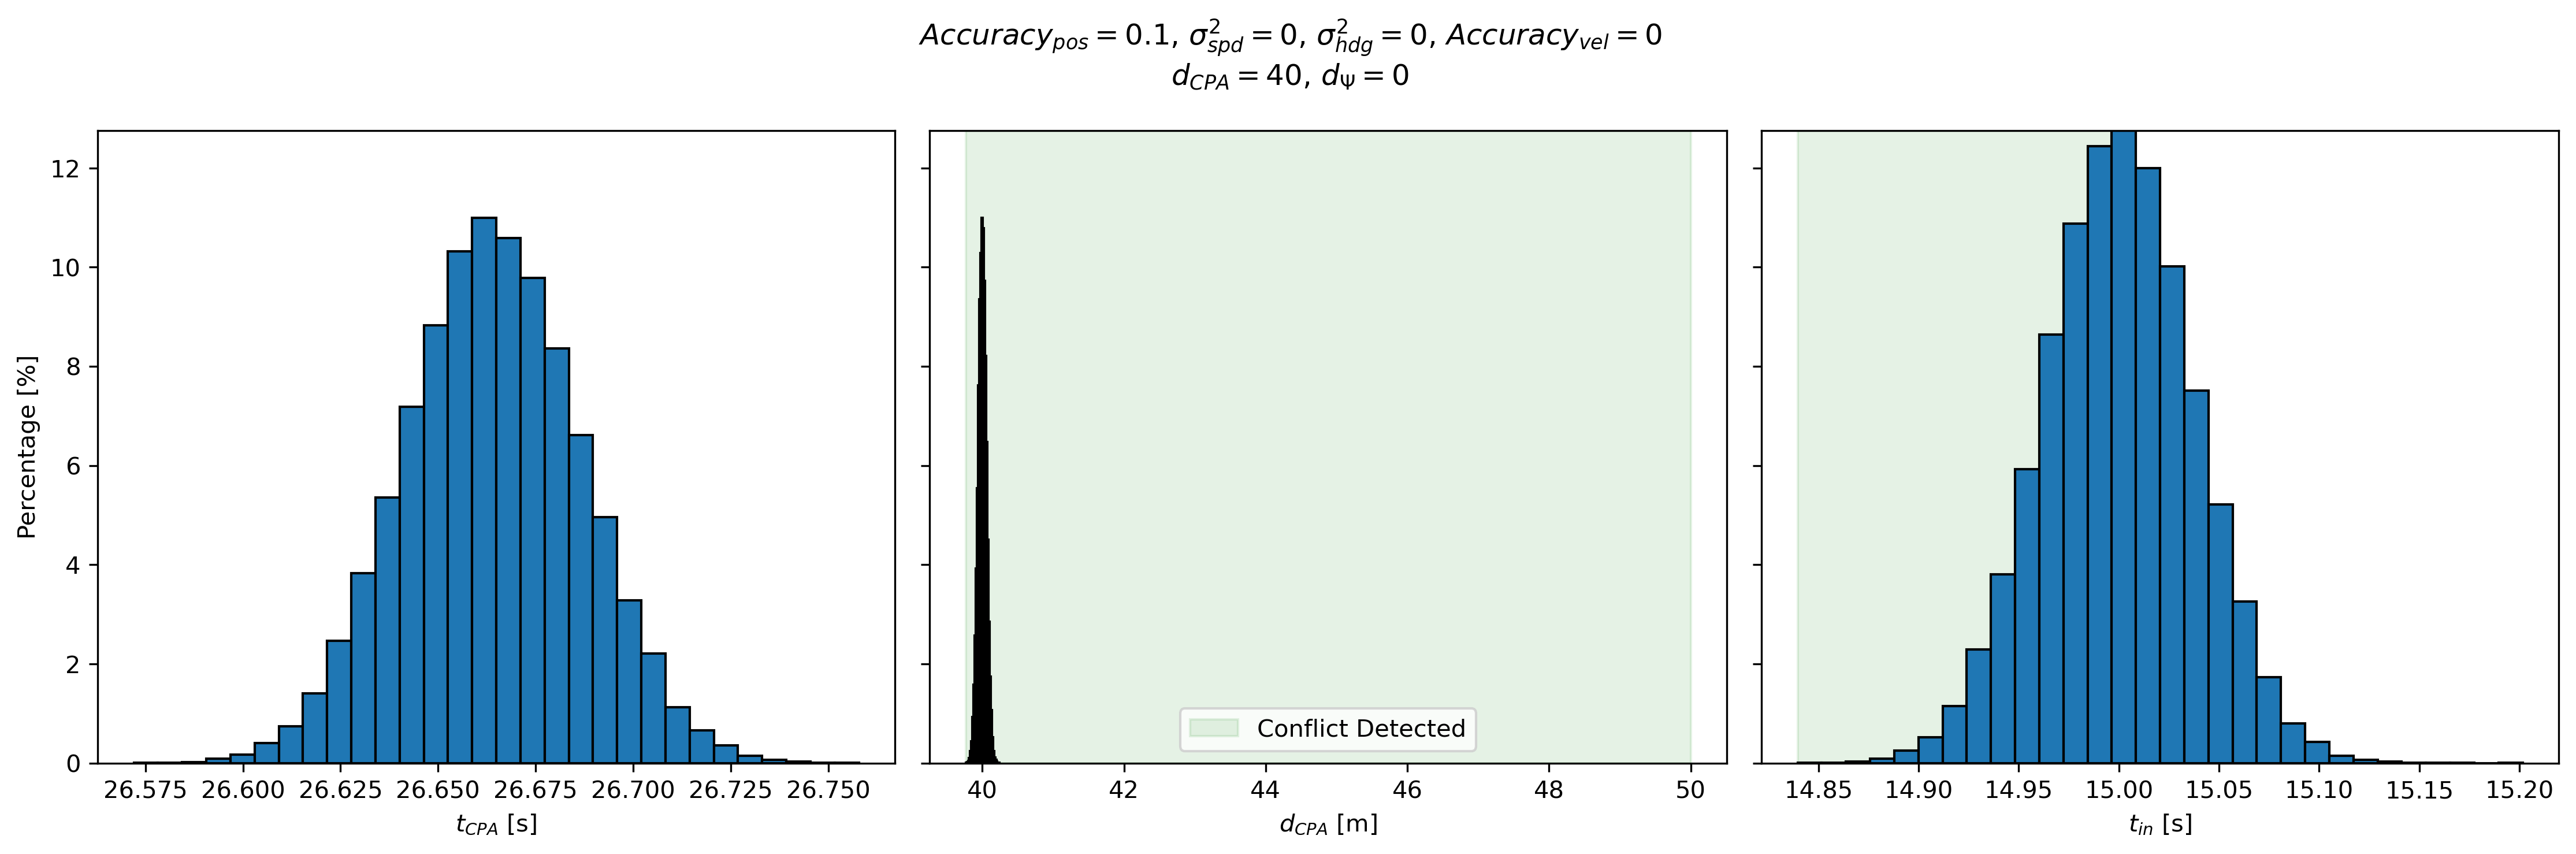 Accuracy_pos = 0.1, σ²_spd = 0, σ²_hdg = 0, Accuracy_vel = 0
d_CPA = 40, d_Ψ = 0
Percentage [%]
12
10
8
6
4
2
0
26.575 26.600 26.625 26.650 26.675 26.700 26.725 26.750
t_CPA [s]
Conflict Detected
40 42 44 46 48 50
d_CPA [m]
14.85 14.90 14.95 15.00 15.05 15.10 15.15 15.20
t_in [s]